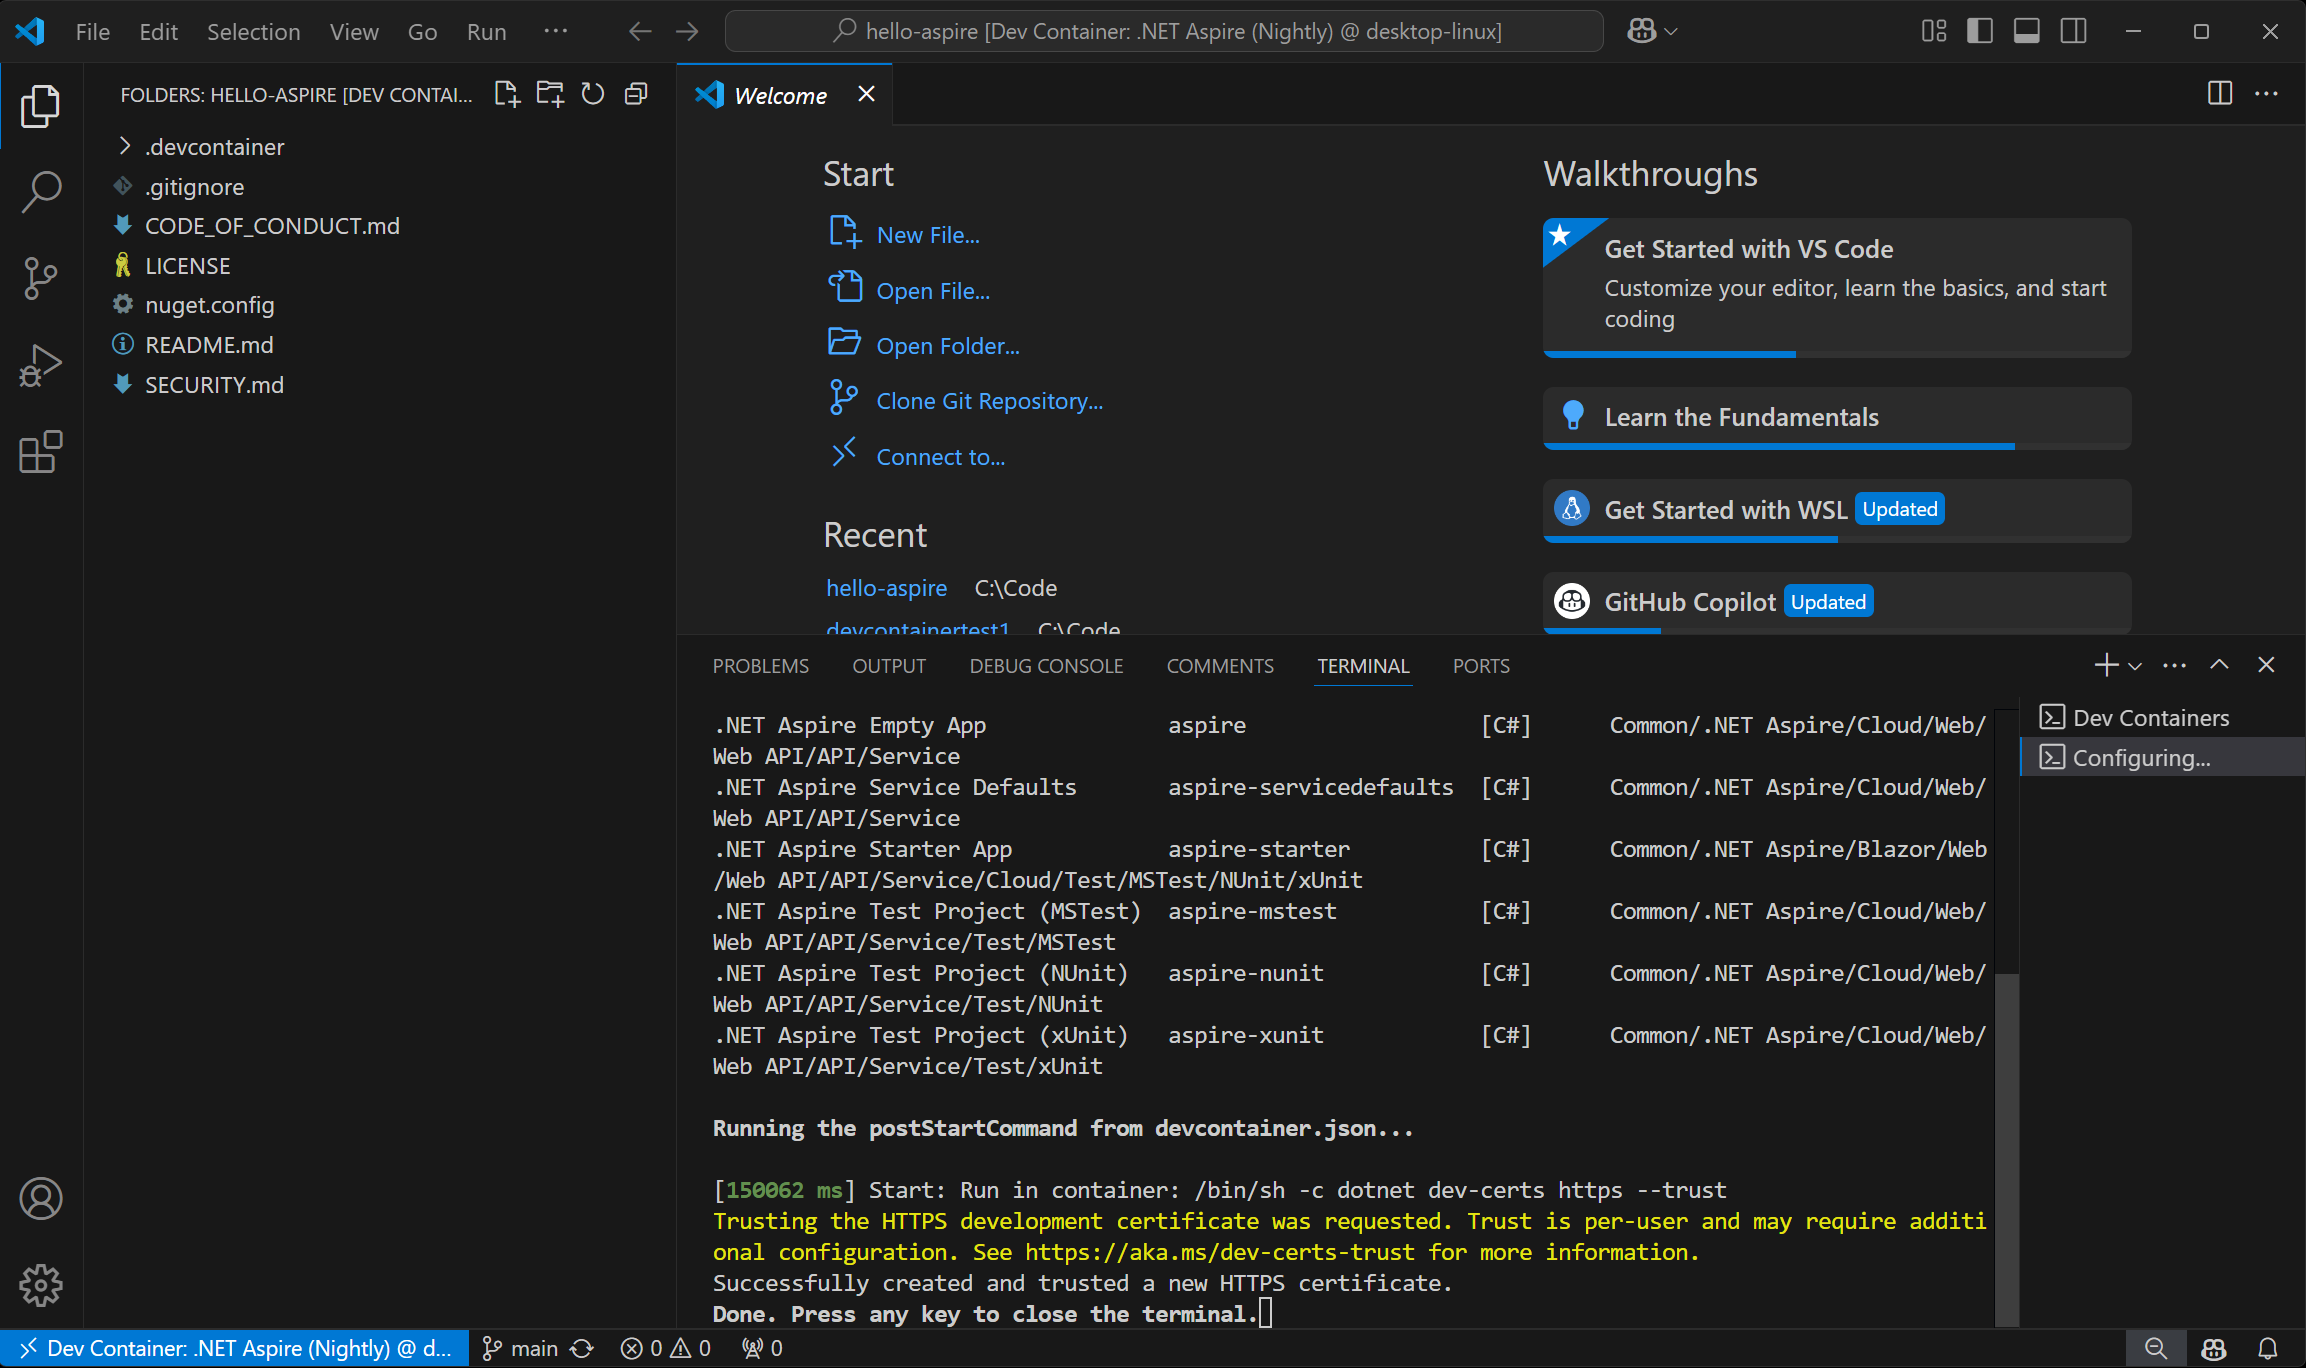 File Edit Selection View Go Run ...
hello-aspire [Dev Container: .NET Aspire (Nightly) @ desktop-linux]
FOLDERS: HELLO-ASPIRE [DEV CONTAI...
.devcontainer
.gitignore
CODE_OF_CONDUCT.md
LICENSE
nuget.config
README.md
SECURITY.md
Welcome
Start
New File...
Open File...
Open Folder...
Clone Git Repository...
Connect to...
Recent
hello-aspire C:\Code
devcontainertest1 C:\Code
Walkthroughs
Get Started with VS Code
Customize your editor, learn the basics, and start
coding
Learn the Fundamentals
Get Started with WSL Updated
GitHub Copilot Updated
PROBLEMS OUTPUT DEBUG CONSOLE COMMENTS TERMINAL PORTS
.NET Aspire Empty App aspire [C#] Common/.NET Aspire/Cloud/Web/
Web API/API/Service
.NET Aspire Service Defaults aspire-servicedefaults [C#] Common/.NET Aspire/Cloud/Web/
Web API/API/Service
.NET Aspire Starter App aspire-starter [C#] Common/.NET Aspire/Blazor/Web
/Web API/API/Service/Cloud/Test/MSTest/NUnit/xUnit
.NET Aspire Test Project (MSTest) aspire-mstest [C#] Common/.NET Aspire/Cloud/Web/
Web API/API/Service/Test/MSTest
.NET Aspire Test Project (NUnit) aspire-nunit [C#] Common/.NET Aspire/Cloud/Web/
Web API/API/Service/Test/NUnit
.NET Aspire Test Project (xUnit) aspire-xunit [C#] Common/.NET Aspire/Cloud/Web/
Web API/API/Service/Test/xUnit
Running the postStartCommand from devcontainer.json...
[150062 ms] Start: Run in container: /bin/sh -c dotnet dev-certs https --trust
Trusting the HTTPS development certificate was requested. Trust is per-user and may require additi
onal configuration. See https://aka.ms/dev-certs-trust for more information.
Successfully created and trusted a new HTTPS certificate.
Done. Press any key to close the terminal.
Dev Containers
Configuring...
Dev Container: .NET Aspire (Nightly) @ d... main 0 0 0